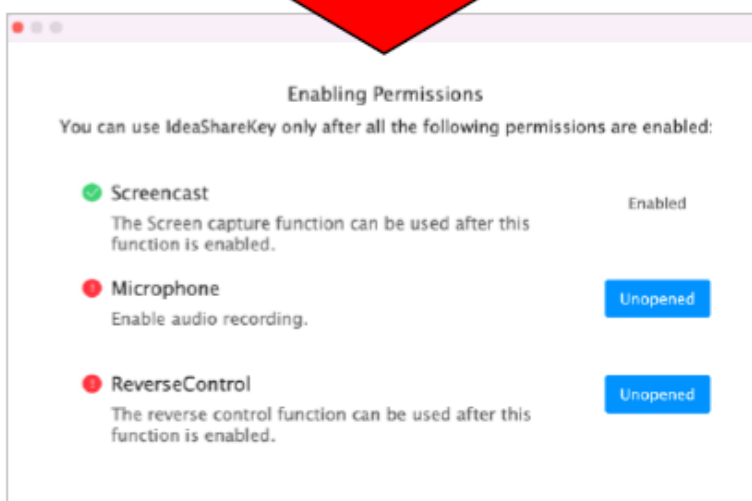 Enabling Permissions
You can use IdeaShareKey only after all the following permissions are enabled:
Screencast
Enabled
The Screen capture function can be used after this
function is enabled.
Microphone
Unopened
Enable audio recording.
ReverseControl
Unopened
The reverse control function can be used after this
function is enabled.